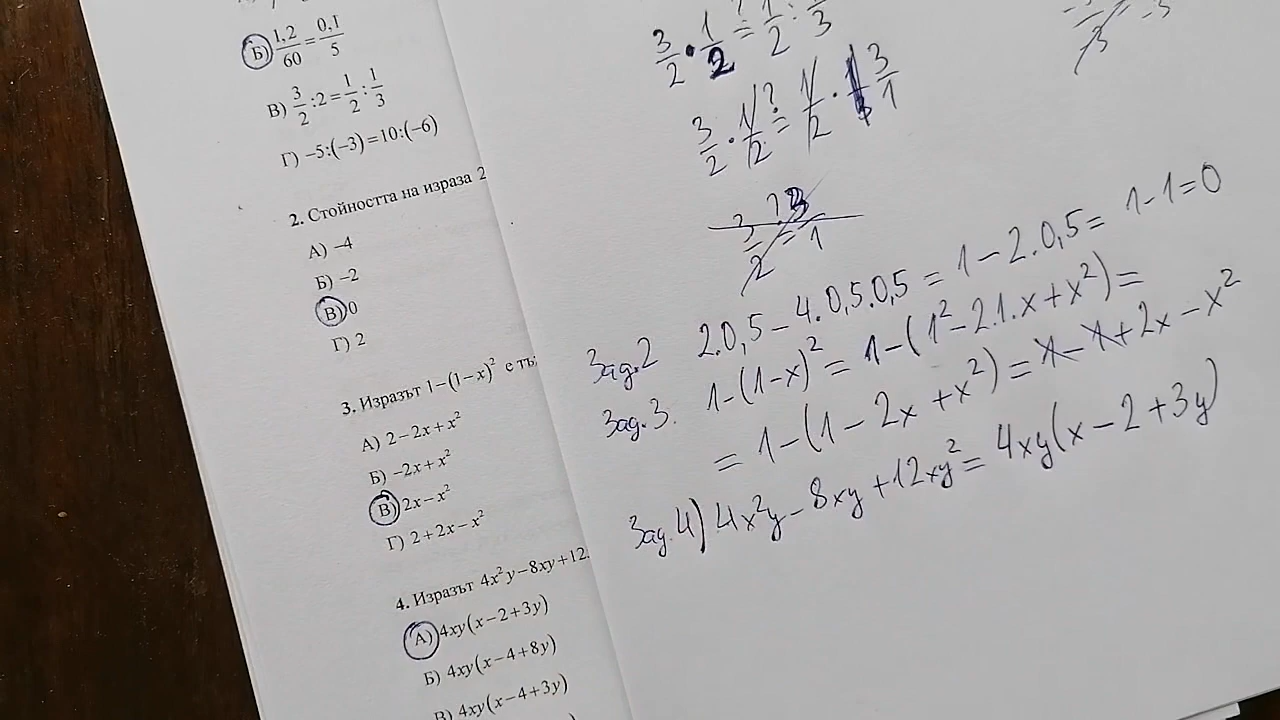 Б) 1,2/60 = 0,1/5
В) 3/2 : 2 = 1/2 : 1/3
Г) –5:(–3)=10:(–6)
2. Стойността на израза 2
А) –4
Б) –2
В) 0
Г) 2
3. Изразът 1–(1–x)² е
А) 2–2x+x²
Б) –2x+x²
В) 2x–x²
Г) 2+2x–x²
4. Изразът 4x²y–8xy+12
А) 4xy(x–2+3y)
Б) 4xy(x–4+8y)
В) 4xy(x–4+3y)
3/2 · 1/2 ?= 1/2 : 1/3
3/2 · 1/2 ?= 1/2 · 3/1
3/2 ?= 3/1
Зад.2 2.0,5 – 4.0,5.0,5 = 1 – 2.0,5 = 1 – 1 = 0
Зад.3. 1–(1–x)² = 1–(1²–2.1.x+x²) =
= 1–(1–2x+x²) = 1–1+2x–x²
Зад.4) 4x²y – 8xy + 12xy² = 4xy(x – 2 + 3y)